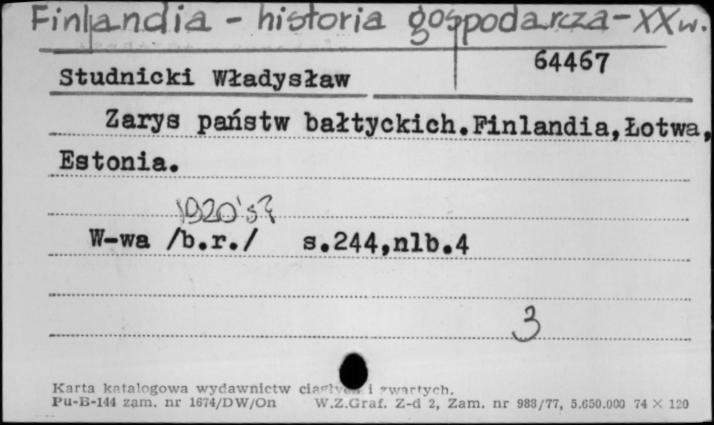 Finlandia - historia gospodarcza - XX w.
64467
Studnicki Władysław
Zarys państw bałtyckich.Finlandia,Łotwa,
Estonia.
1920's?
W-wa /b.r./ s.244,nlb.4
3
Karta katalogowa wydawnictw ciągłych i zwartych.
Pu-B-144 zam. nr 1674/DW/On W.Z.Graf. Z-d 2, Zam. nr 988/77, 5.650.000 74 × 120